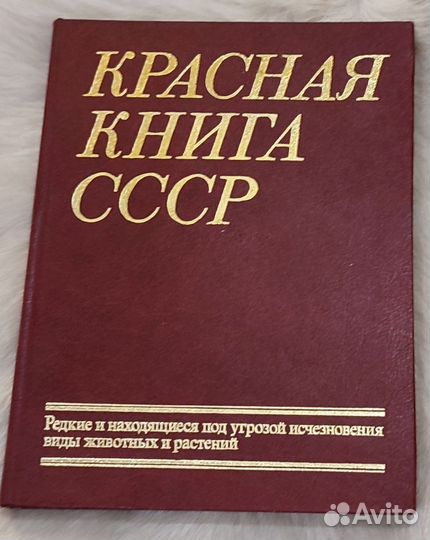 КРАСНАЯ
КНИГА
СССР
Редкие и находящиеся под угрозой исчезновения
виды животных и растений
Avito